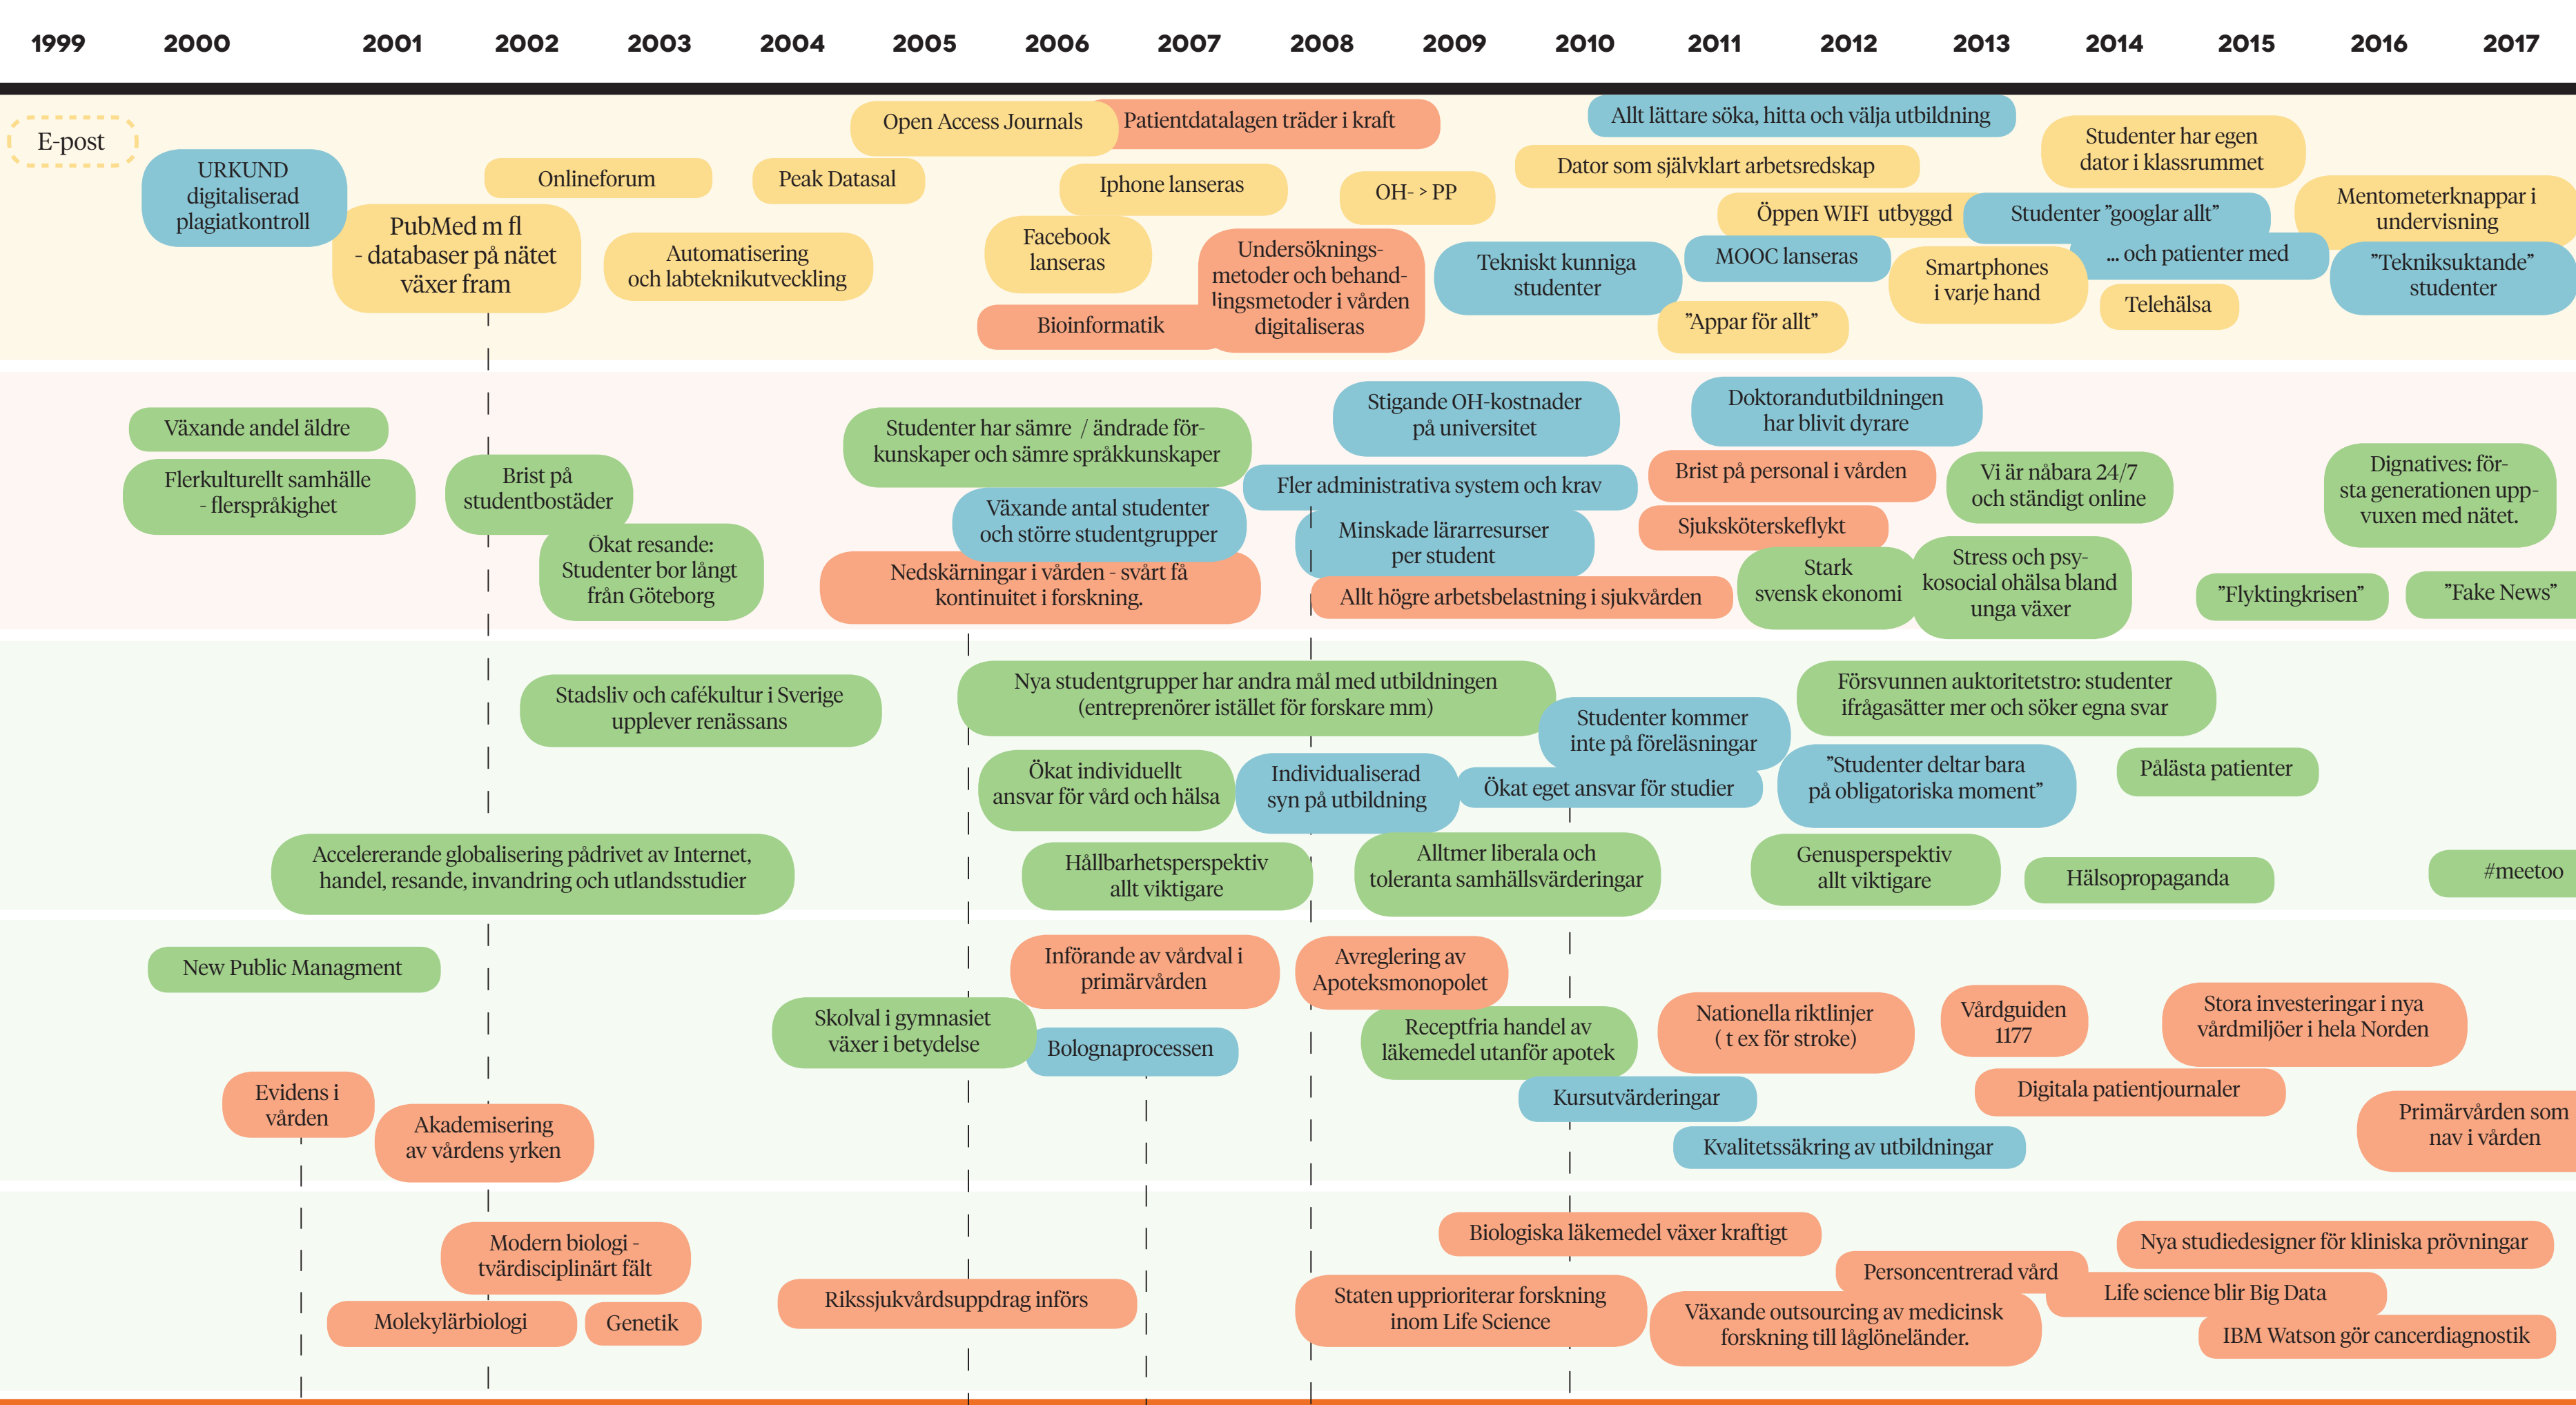 1999 2000 2001 2002 2003 2004 2005 2006 2007 2008 2009 2010 2011 2012 2013 2014 2015 2016 2017
E-post
URKUND
digitaliserad
plagiatkontroll
PubMed m fl
- databaser på nätet
växer fram
Onlineforum
Automatisering
och labteknikutveckling
Peak Datasal
Open Access Journals
Patientdatalagen träder i kraft
Iphone lanseras
Facebook
lanseras
Bioinformatik
Undersöknings-
metoder och behand-
lingsmetoder i vården
digitaliseras
OH- > PP
Tekniskt kunniga
studenter
Allt lättare söka, hitta och välja utbildning
Dator som självklart arbetsredskap
Öppen WIFI utbyggd
MOOC lanseras
”Appar för allt”
Studenter ”googlar allt”
... och patienter med
Smartphones
i varje hand
Telehälsa
Studenter har egen
dator i klassrummet
Mentometerknappar i
undervisning
”Tekniksuktande”
studenter
Växande andel äldre
Flerkulturellt samhälle
- flerspråkighet
Brist på
studentbostäder
Ökat resande:
Studenter bor långt
från Göteborg
Studenter har sämre / ändrade för-
kunskaper och sämre språkkunskaper
Växande antal studenter
och större studentgrupper
Nedskärningar i vården - svårt få
kontinuitet i forskning.
Stigande OH-kostnader
på universitet
Fler administrativa system och krav
Minskade lärarresurser
per student
Allt högre arbetsbelastning i sjukvården
Doktorandutbildningen
har blivit dyrare
Brist på personal i vården
Sjuksköterskeflykt
Stark
svensk ekonomi
Vi är nåbara 24/7
och ständigt online
Stress och psy-
kosocial ohälsa bland
unga växer
Dignatives: för-
sta generationen upp-
vuxen med nätet.
”Flyktingkrisen”
”Fake News”
Stadsliv och cafékultur i Sverige
upplever renässans
Accelererande globalisering pådrivet av Internet,
handel, resande, invandring och utlandsstudier
Nya studentgrupper har andra mål med utbildningen
(entreprenörer istället för forskare mm)
Ökat individuellt
ansvar för vård och hälsa
Individualiserad
syn på utbildning
Hållbarhetsperspektiv
allt viktigare
Studenter kommer
inte på föreläsningar
Ökat eget ansvar för studier
Alltmer liberala och
toleranta samhällsvärderingar
Försvunnen auktoritetstro: studenter
ifrågasätter mer och söker egna svar
”Studenter deltar bara
på obligatoriska moment”
Pålästa patienter
Genusperspektiv
allt viktigare
Hälsopropaganda
#meetoo
New Public Managment
Evidens i
vården
Akademisering
av vårdens yrken
Skolval i gymnasiet
växer i betydelse
Införande av vårdval i
primärvården
Bolognaprocessen
Avreglering av
Apoteksmonopolet
Receptfria handel av
läkemedel utanför apotek
Kursutvärderingar
Kvalitetssäkring av utbildningar
Nationella riktlinjer
( t ex för stroke)
Vårdguiden
1177
Digitala patientjournaler
Stora investeringar i nya
vårdmiljöer i hela Norden
Primärvården som
nav i vården
Modern biologi -
tvärdisciplinärt fält
Molekylärbiologi
Genetik
Rikssjukvårdsuppdrag införs
Biologiska läkemedel växer kraftigt
Staten upprioriterar forskning
inom Life Science
Växande outsourcing av medicinsk
forskning till låglöneländer.
Personcentrerad vård
Nya studiedesigner för kliniska prövningar
Life science blir Big Data
IBM Watson gör cancerdiagnostik